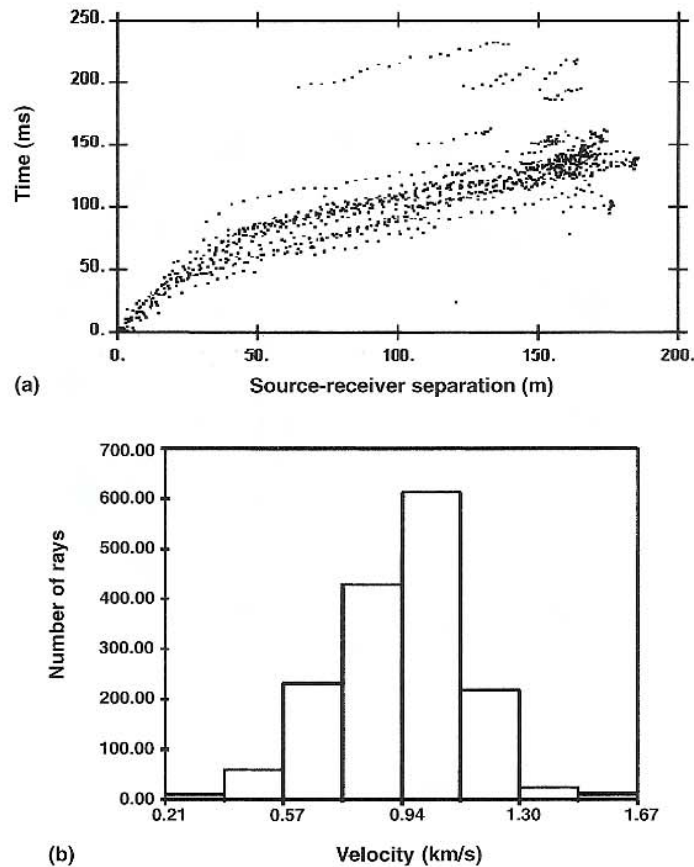 250.
200.
150.
100.
50.
0.
Time (ms)
0. 50. 100. 150. 200.
(a) Source-receiver separation (m)
700.00
600.00
500.00
400.00
300.00
200.00
100.00
0.00
Number of rays
0.21 0.57 0.94 1.30 1.67
(b) Velocity (km/s)